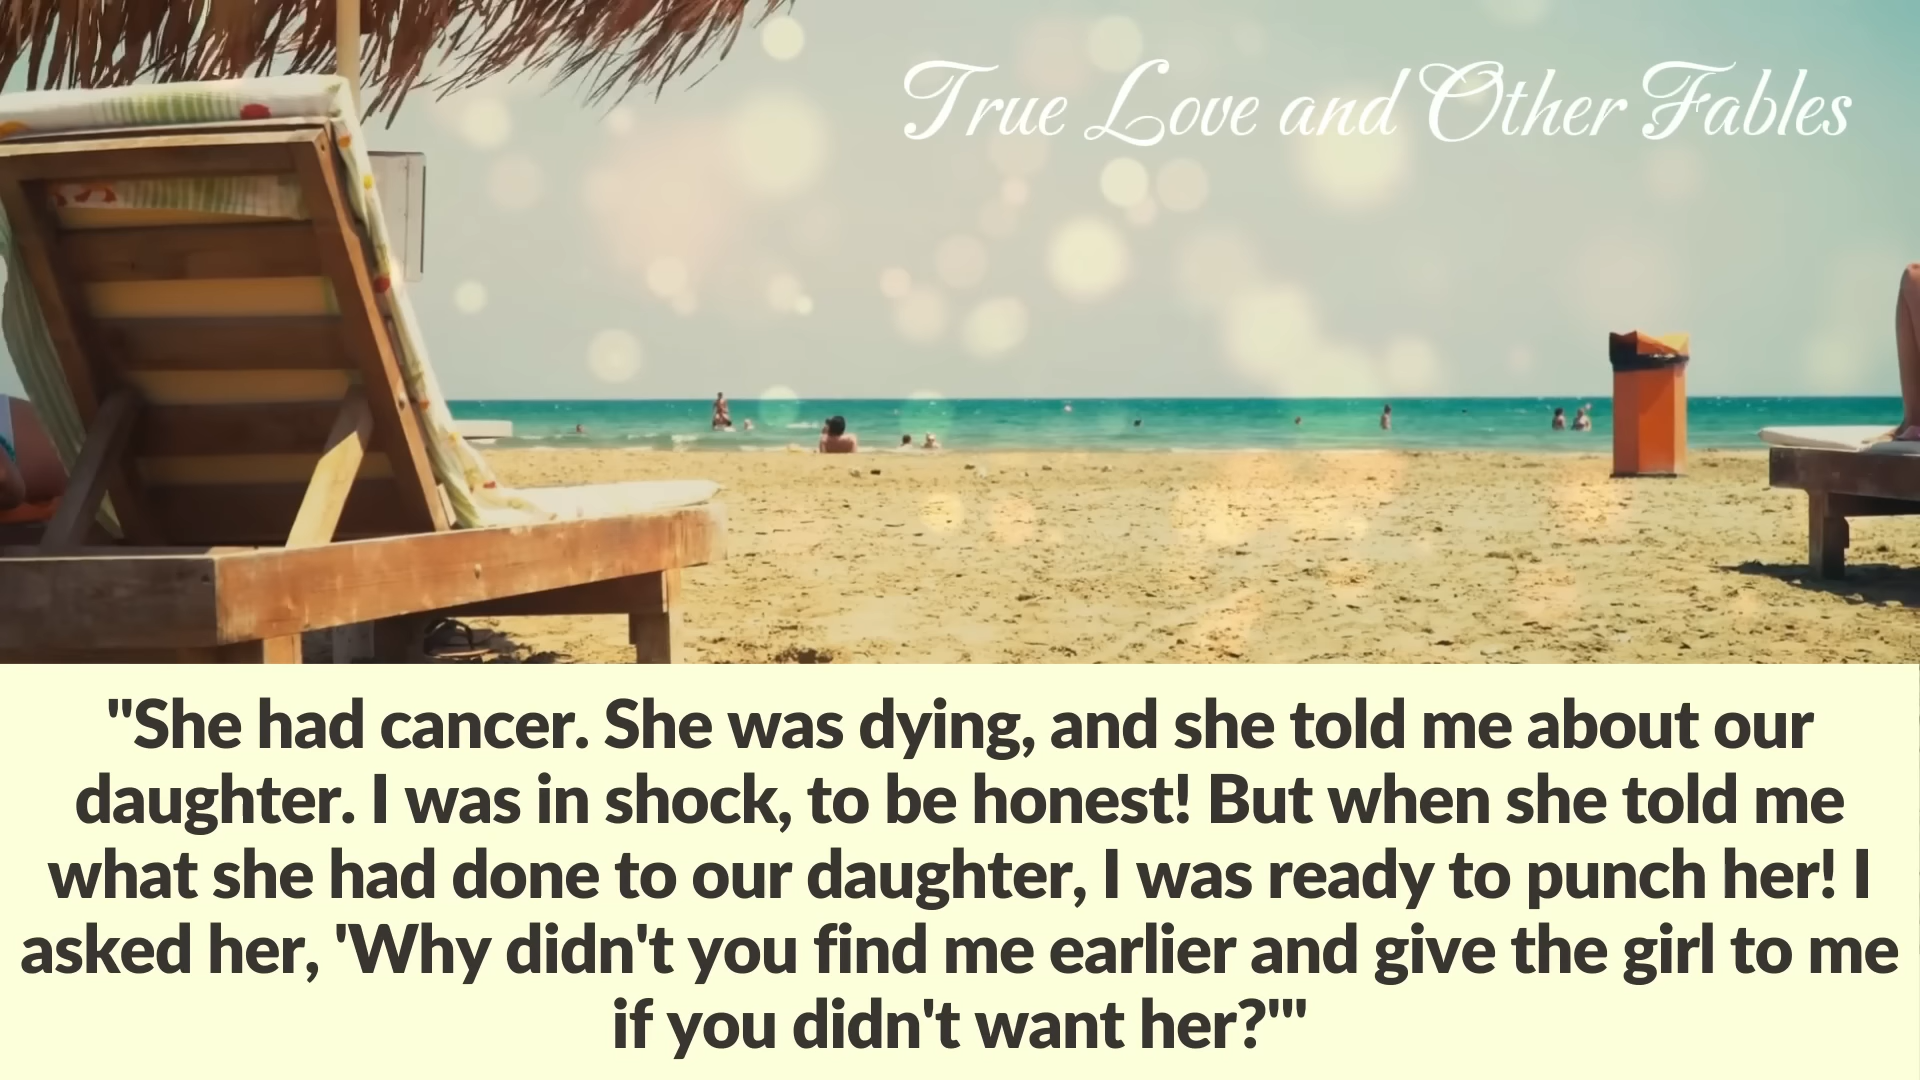 True Love and Other Fables
"She had cancer. She was dying, and she told me about our
daughter. I was in shock, to be honest! But when she told me
what she had done to our daughter, I was ready to punch her! I
asked her, 'Why didn't you find me earlier and give the girl to me
if you didn't want her?'"